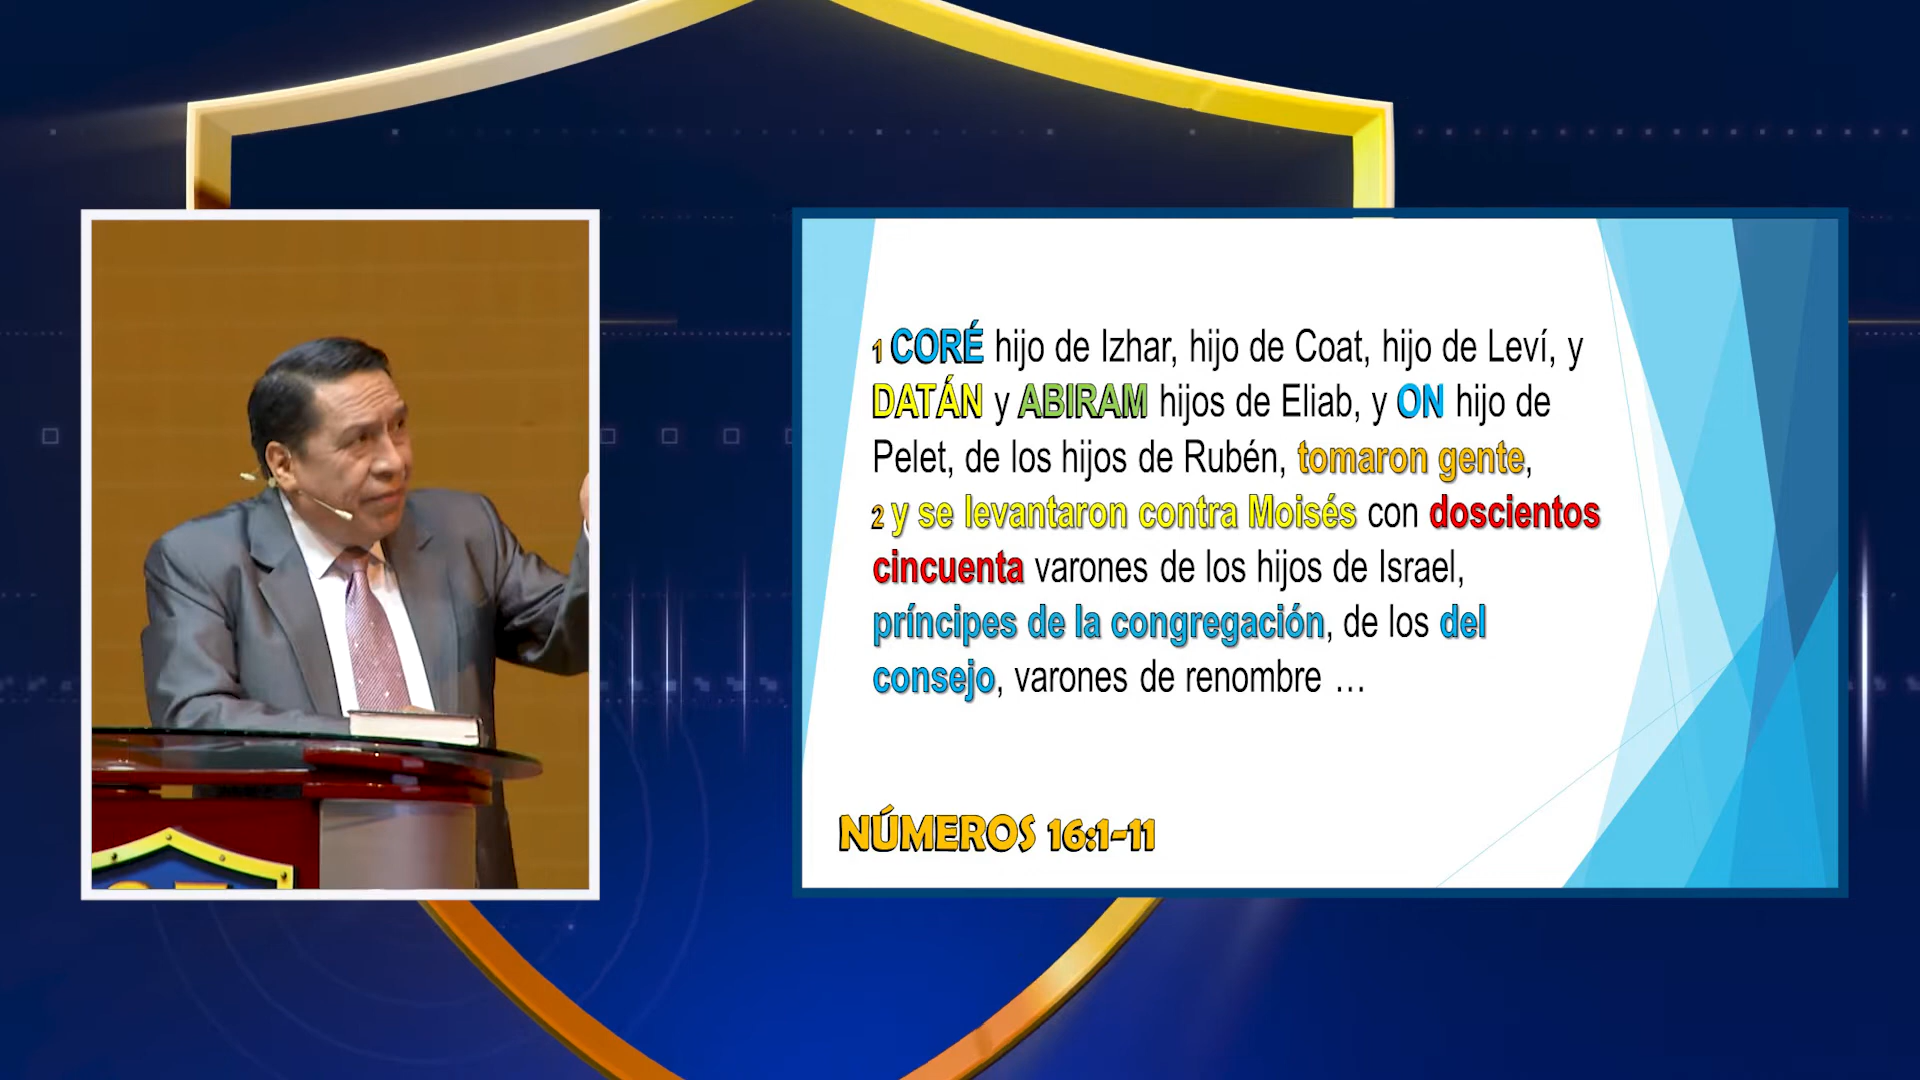 1 CORÉ hijo de Izhar, hijo de Coat, hijo de Leví, y
DATÁN y ABIRAM hijos de Eliab, y ON hijo de
Pelet, de los hijos de Rubén, tomaron gente,
2 y se levantaron contra Moisés con doscientos
cincuenta varones de los hijos de Israel,
príncipes de la congregación, de los del
consejo, varones de renombre …
NÚMEROS 16:1-11